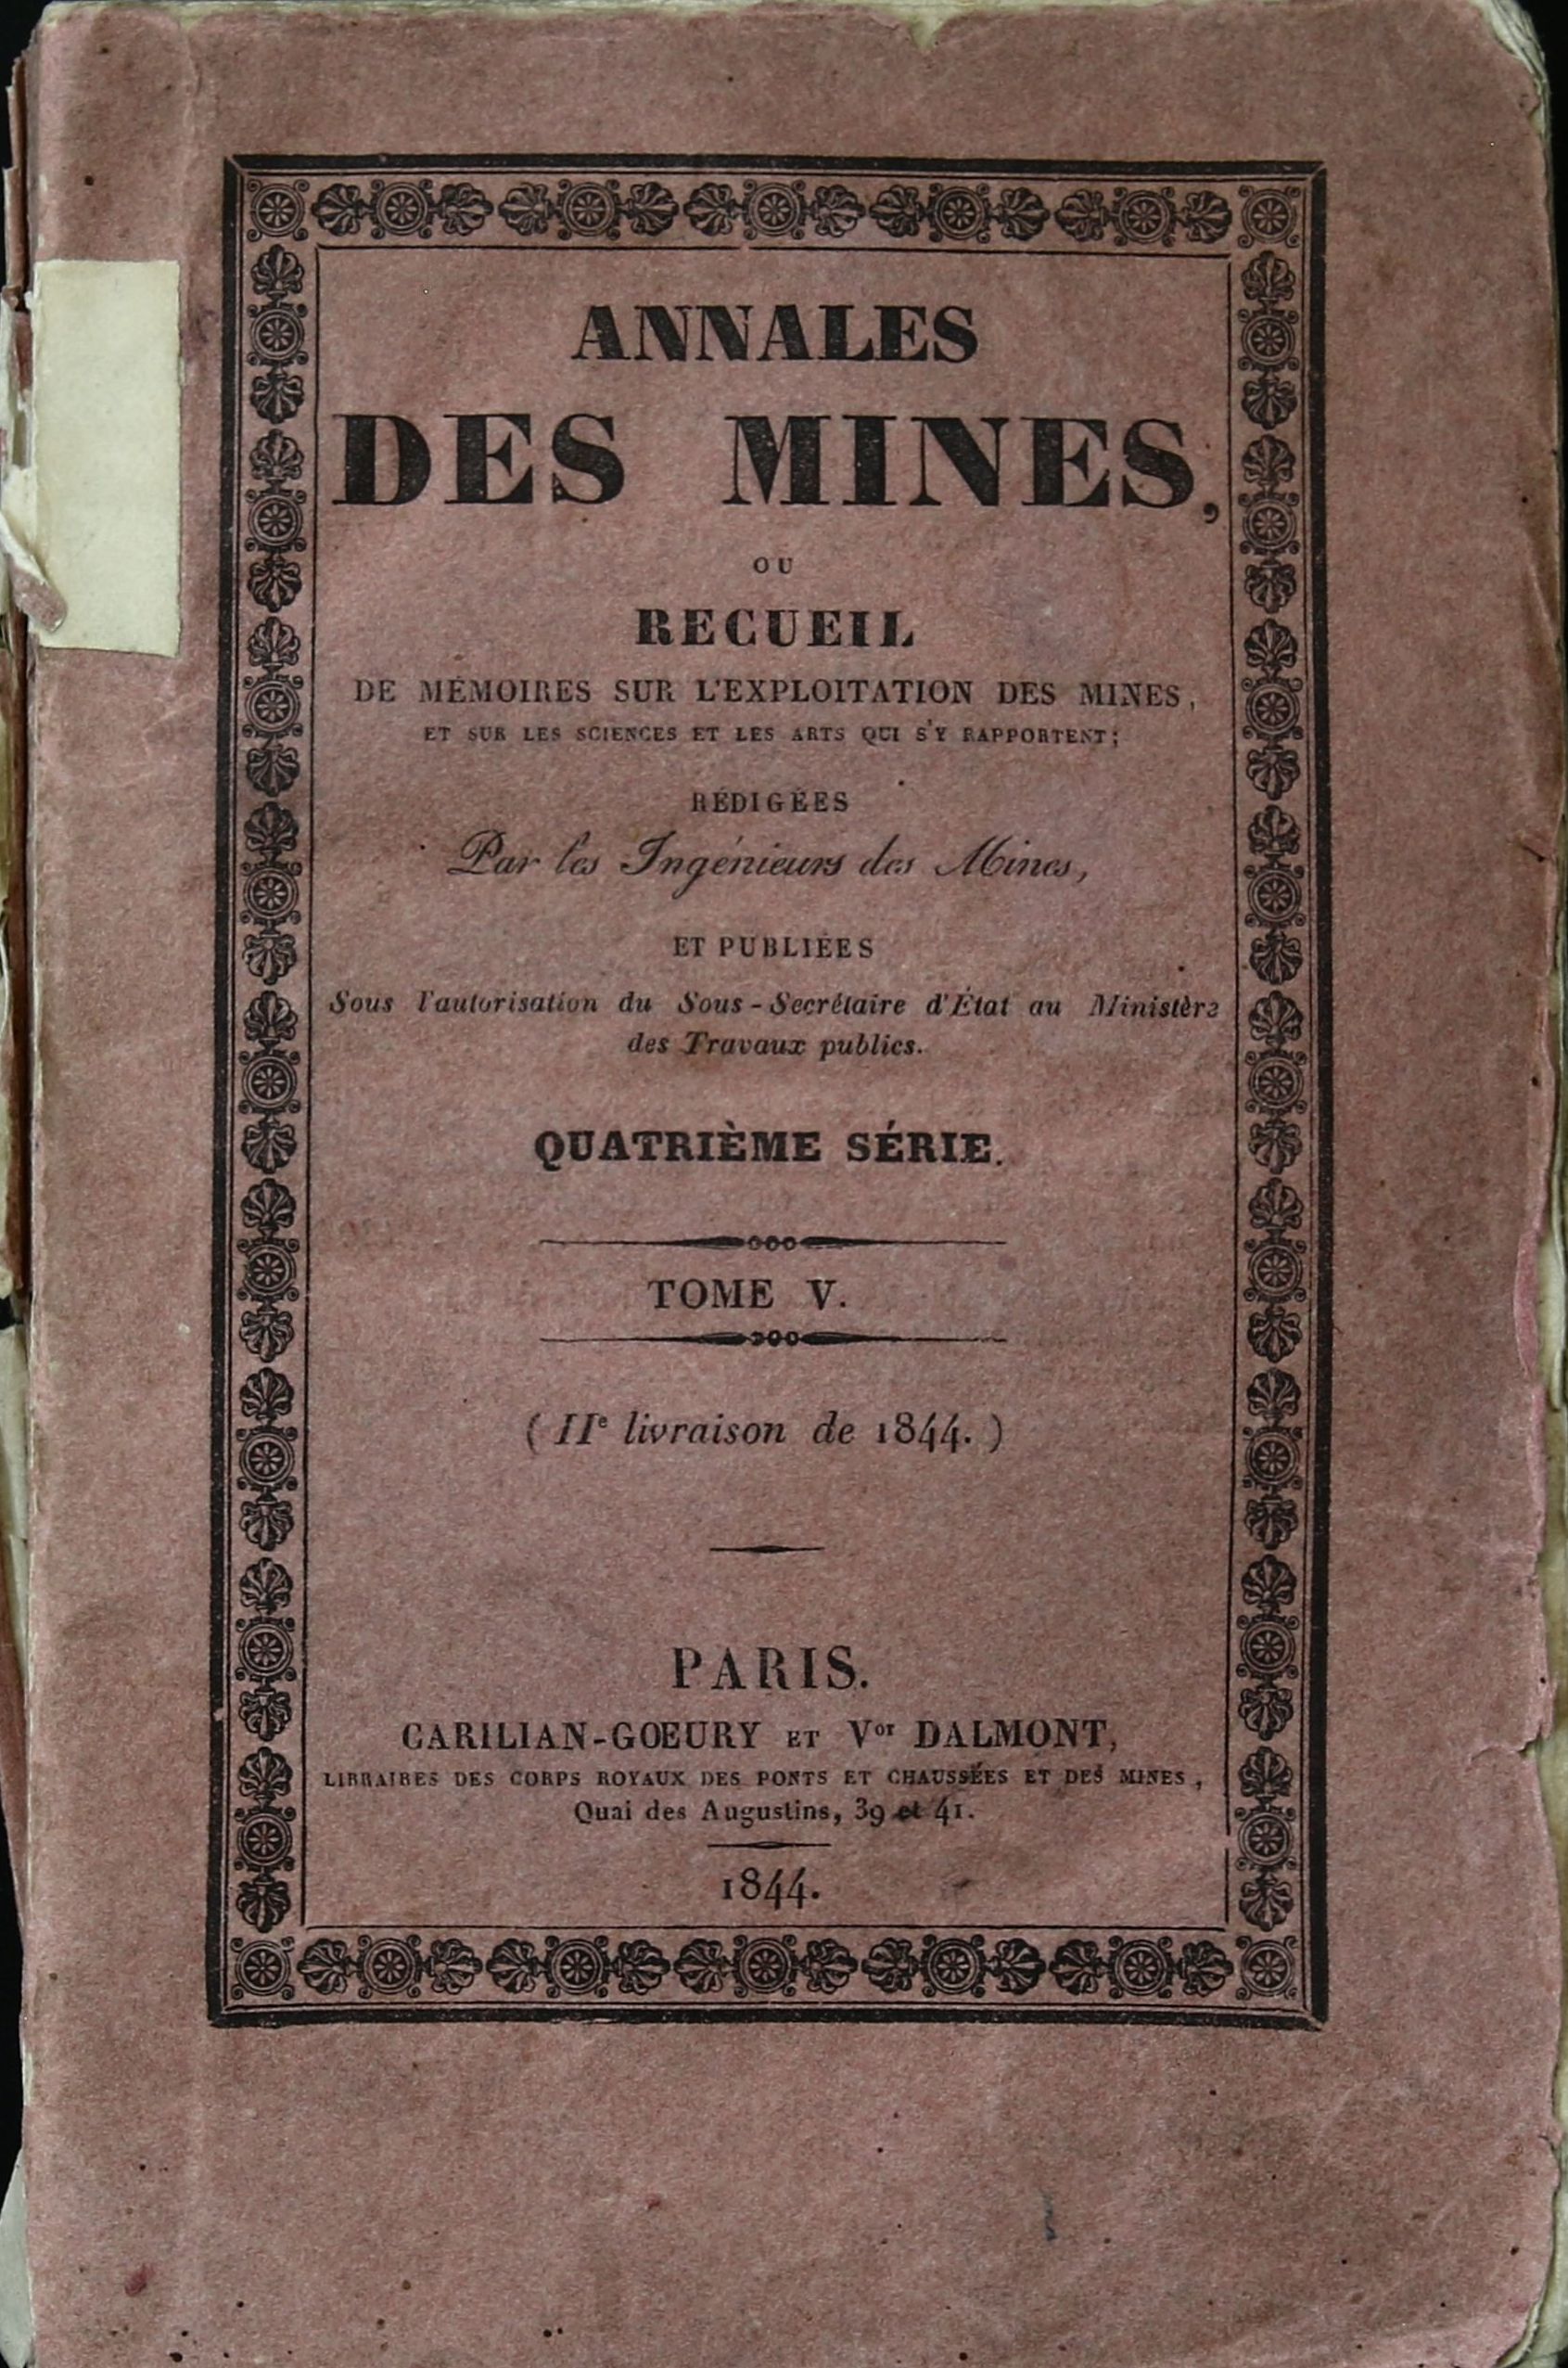 ANNALES
DES MINES,
OU
RECUEIL
DE MÉMOIRES SUR L'EXPLOITATION DES MINES,
ET SUR LES SCIENCES ET LES ARTS QUI S'Y RAPPORTENT;
RÉDIGÉES
Par les Ingénieurs des Mines,
ET PUBLIÉES
Sous l'autorisation du Sous-Secrétaire d'État au Ministère
des Travaux publics.
QUATRIÈME SÉRIE.
TOME V.
(IIe livraison de 1844.)
PARIS.
CARILIAN-GOEURY ET Vor DALMONT,
LIBRAIRES DES CORPS ROYAUX DES PONTS ET CHAUSSÉES ET DES MINES,
Quai des Augustins, 39 et 41.
1844.